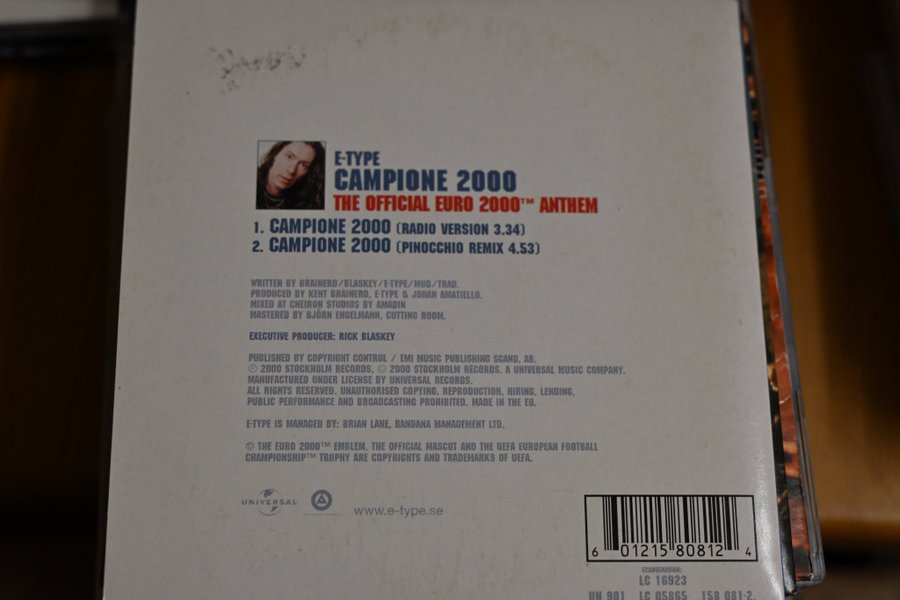 E-TYPE
CAMPIONE 2000
THE OFFICIAL EURO 2000™ ANTHEM
1. CAMPIONE 2000 (RADIO VERSION 3.34)
2. CAMPIONE 2000 (PINOCCHIO REMIX 4.53)
WRITTEN BY BRAINERD/BLASKEY/E-TYPE/MUD/TRAD.
PRODUCED BY KENT BRAINERD, E-TYPE & JOHAN AMATIELLO.
MIXED AT CHEIRON STUDIOS BY AMADIN
MASTERED BY BJÖRN ENGELMANN, CUTTING ROOM.
EXECUTIVE PRODUCER: RICK BLASKEY
PUBLISHED BY COPYRIGHT CONTROL / EMI MUSIC PUBLISHING SCAND, AB.
℗ 2000 STOCKHOLM RECORDS, © 2000 STOCKHOLM RECORDS. A UNIVERSAL MUSIC COMPANY.
MANUFACTURED UNDER LICENSE BY UNIVERSAL RECORDS.
ALL RIGHTS RESERVED. UNAUTHORISED COPYING, REPRODUCTION, HIRING, LENDING,
PUBLIC PERFORMANCE AND BROADCASTING PROHIBITED. MADE IN THE EU.
E-TYPE IS MANAGED BY: BRIAN LANE, BANDANA MANAGEMENT LTD.
© THE EURO 2000™ EMBLEM, THE OFFICIAL MASCOT AND THE UEFA EUROPEAN FOOTBALL
CHAMPIONSHIP™ TROPHY ARE COPYRIGHTS AND TRADEMARKS OF UEFA.
UNIVERSAL
www.e-type.se
6 01215 80812 4
SCANDINAVIAN:
LC 16923
UN 901 LC 05865 158 081-2